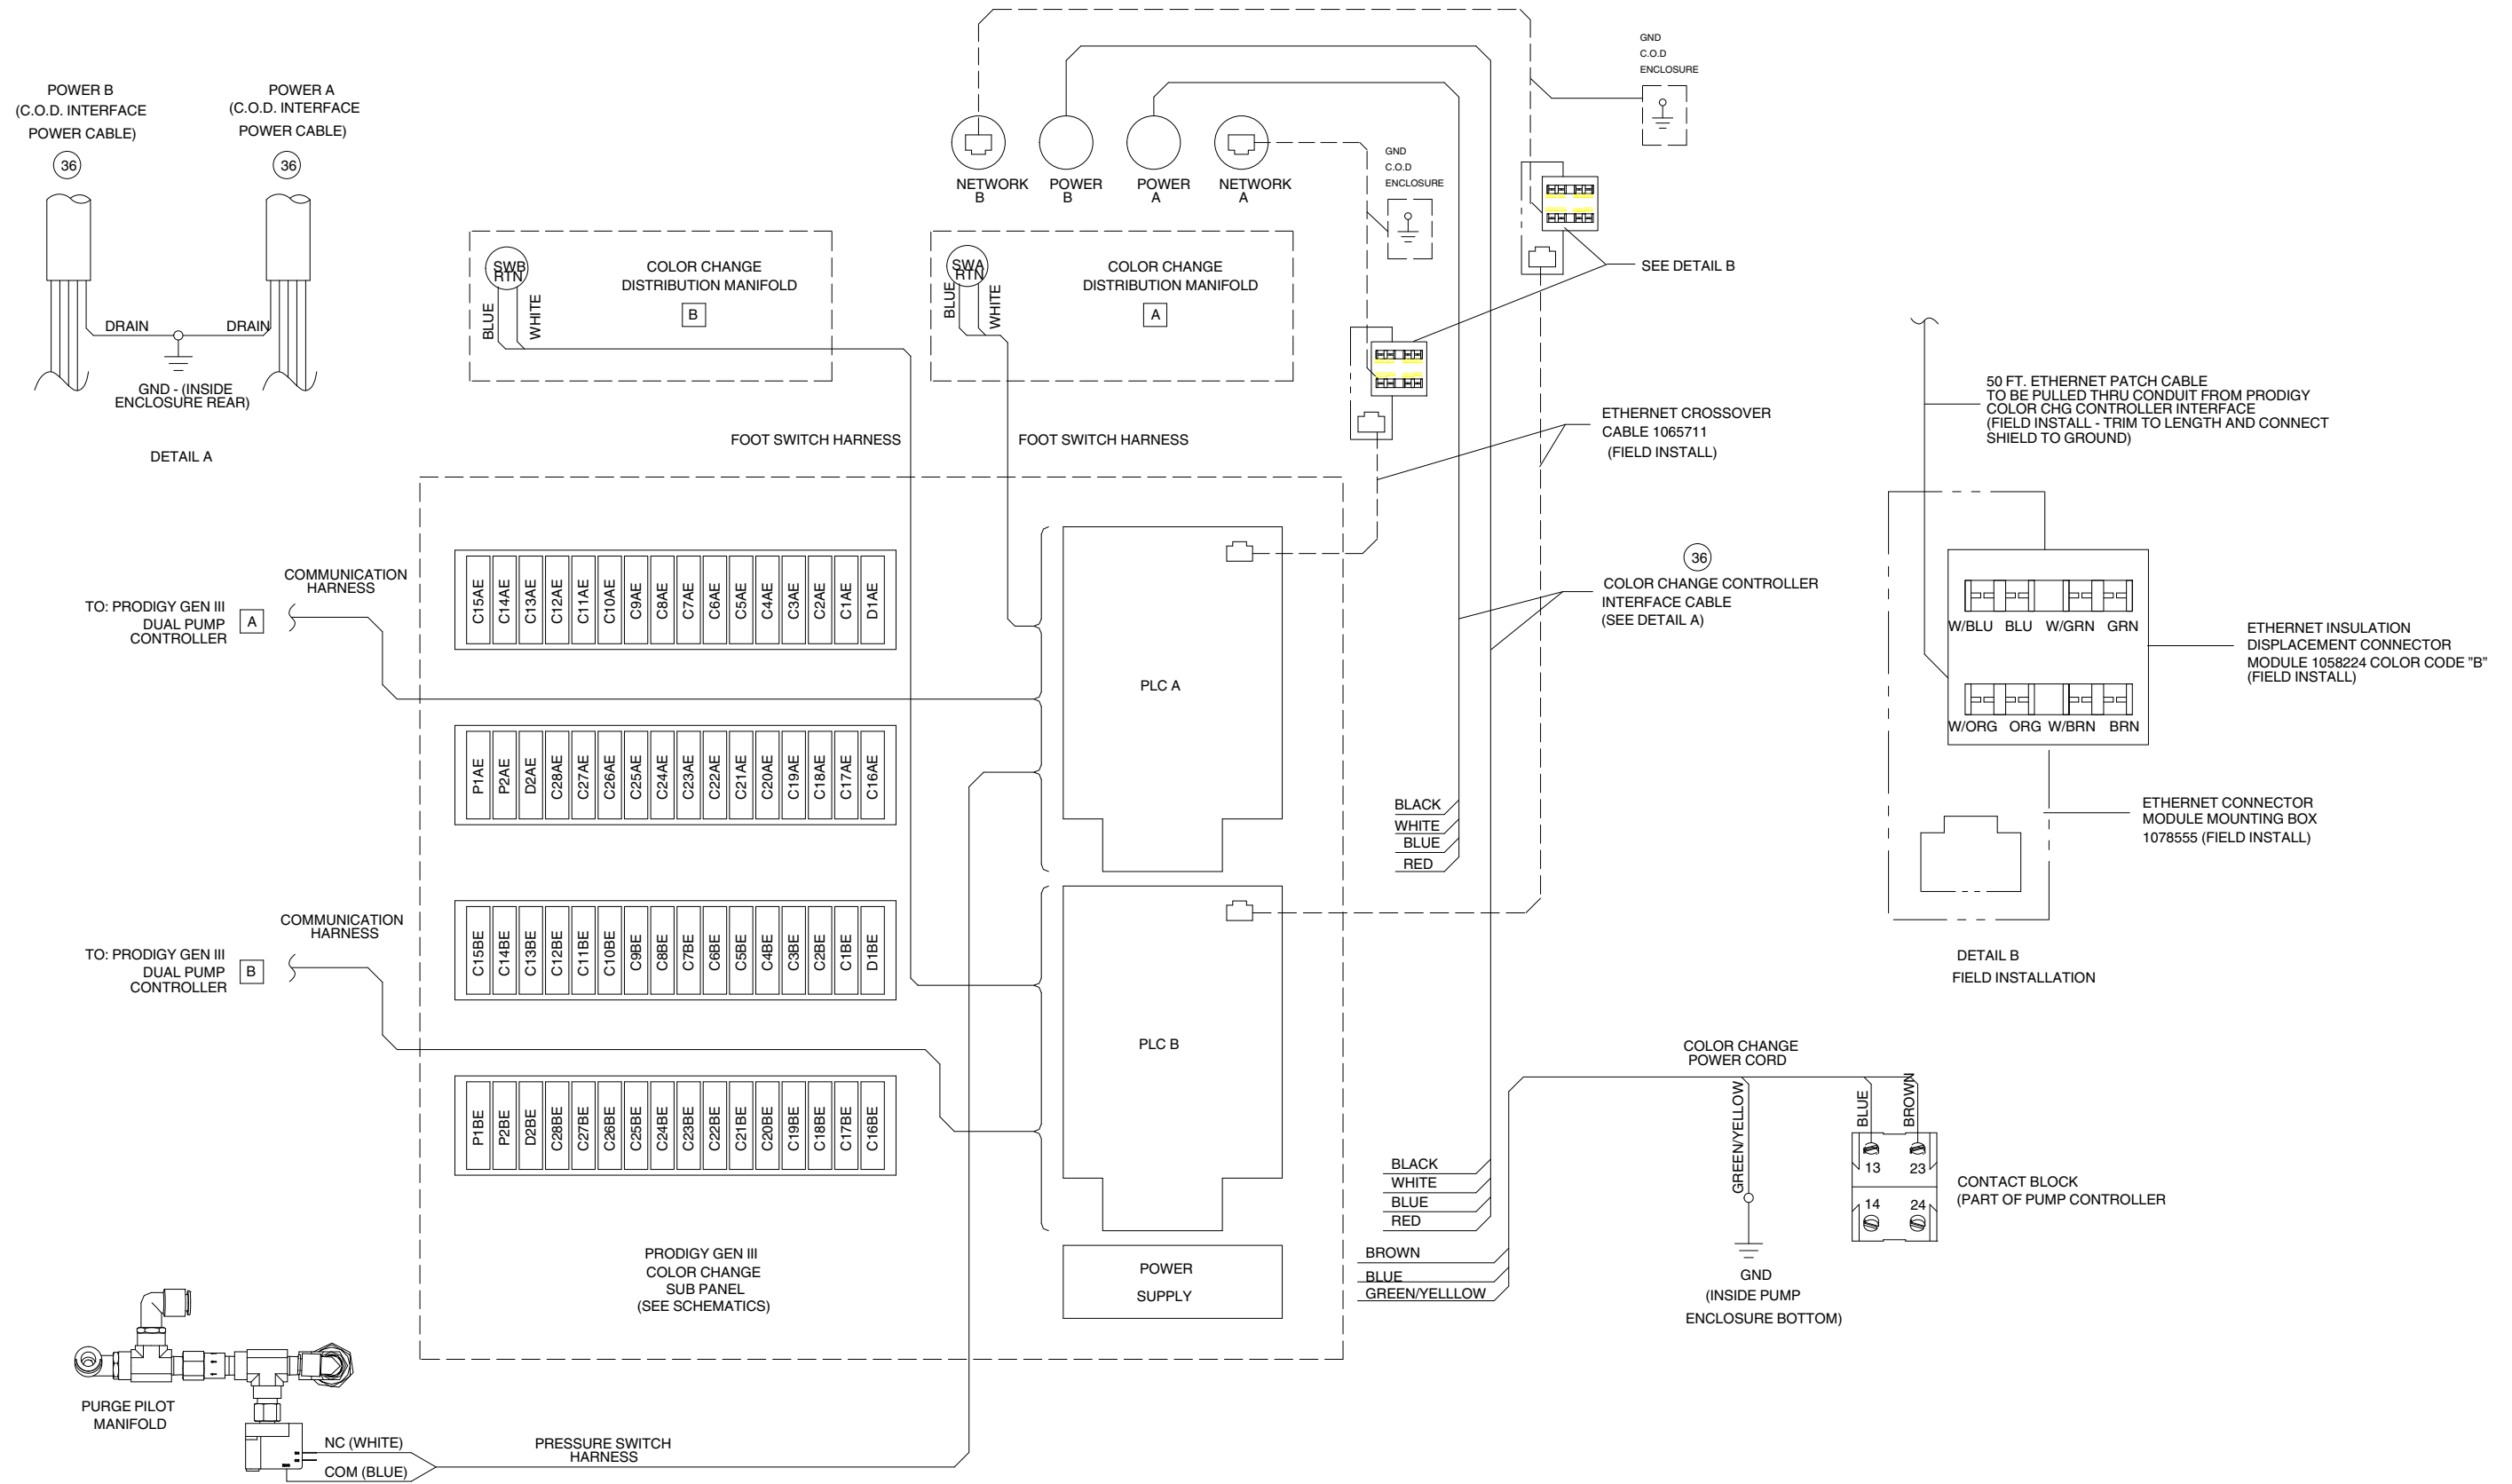 POWER B
(C.O.D. INTERFACE
POWER CABLE)
36
POWER A
(C.O.D. INTERFACE
POWER CABLE)
36
DRAIN
DRAIN
GND - (INSIDE
ENCLOSURE REAR)
DETAIL A
NETWORK
B
POWER
B
POWER
A
NETWORK
A
GND
C.O.D
ENCLOSURE
GND
C.O.D
ENCLOSURE
SEE DETAIL B
SWB
RTN
BLUE
WHITE
COLOR CHANGE
DISTRIBUTION MANIFOLD
B
SWA
RTN
BLUE
WHITE
COLOR CHANGE
DISTRIBUTION MANIFOLD
A
FOOT SWITCH HARNESS
FOOT SWITCH HARNESS
ETHERNET CROSSOVER
CABLE 1065711
(FIELD INSTALL)
50 FT. ETHERNET PATCH CABLE
TO BE PULLED THRU CONDUIT FROM PRODIGY
COLOR CHG CONTROLLER INTERFACE
(FIELD INSTALL - TRIM TO LENGTH AND CONNECT
SHIELD TO GROUND)
COMMUNICATION
HARNESS
TO: PRODIGY GEN III
DUAL PUMP
CONTROLLER
A
C15AE
C14AE
C13AE
C12AE
C11AE
C10AE
C9AE
C8AE
C7AE
C6AE
C5AE
C4AE
C3AE
C2AE
C1AE
D1AE
PLC A
36
COLOR CHANGE CONTROLLER
INTERFACE CABLE
(SEE DETAIL A)
W/BLU BLU W/GRN GRN
W/ORG ORG W/BRN BRN
ETHERNET INSULATION
DISPLACEMENT CONNECTOR
MODULE 1058224 COLOR CODE "B"
(FIELD INSTALL)
ETHERNET CONNECTOR
MODULE MOUNTING BOX
1078555 (FIELD INSTALL)
DETAIL B
FIELD INSTALLATION
P1AE
P2AE
D2AE
C28AE
C27AE
C26AE
C25AE
C24AE
C23AE
C22AE
C21AE
C20AE
C19AE
C18AE
C17AE
C16AE
BLACK
WHITE
BLUE
RED
COMMUNICATION
HARNESS
TO: PRODIGY GEN III
DUAL PUMP
CONTROLLER
B
C15BE
C14BE
C13BE
C12BE
C11BE
C10BE
C9BE
C8BE
C7BE
C6BE
C5BE
C4BE
C3BE
C2BE
C1BE
D1BE
PLC B
P1BE
P2BE
D2BE
C28BE
C27BE
C26BE
C25BE
C24BE
C23BE
C22BE
C21BE
C20BE
C19BE
C18BE
C17BE
C16BE
BLACK
WHITE
BLUE
RED
BROWN
BLUE
GREEN/YELLLOW
COLOR CHANGE
POWER CORD
GREEN/YELLOW
BLUE
BROWN
13 23
14 24
CONTACT BLOCK
(PART OF PUMP CONTROLLER
GND
(INSIDE PUMP
ENCLOSURE BOTTOM)
PRODIGY GEN III
COLOR CHANGE
SUB PANEL
(SEE SCHEMATICS)
POWER
SUPPLY
PURGE PILOT
MANIFOLD
NC (WHITE)
COM (BLUE)
PRESSURE SWITCH
HARNESS